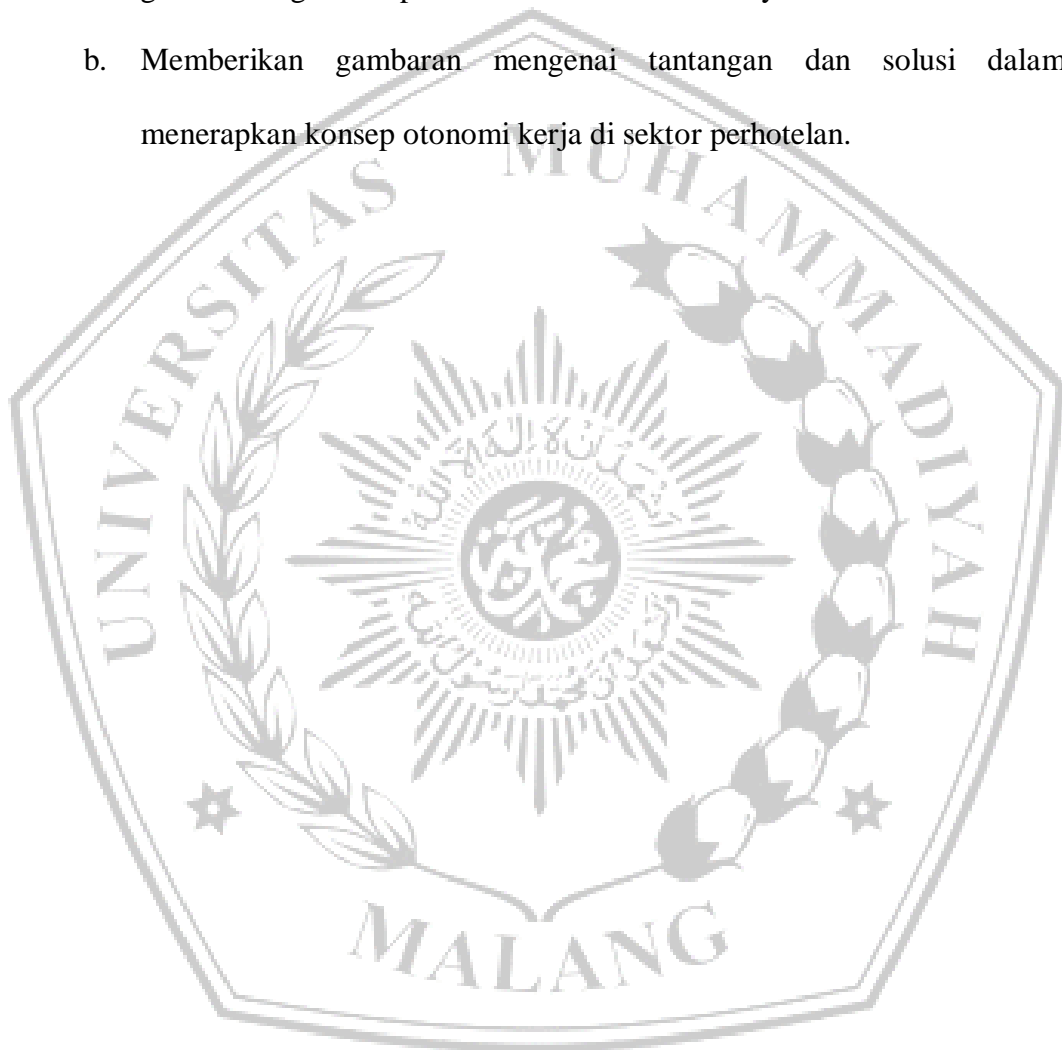 b. Memberikan gambaran mengenai tantangan dan solusi dalam
menerapkan konsep otonomi kerja di sektor perhotelan.
UNIVERSITAS MUHAMMADIYAH
MALANG